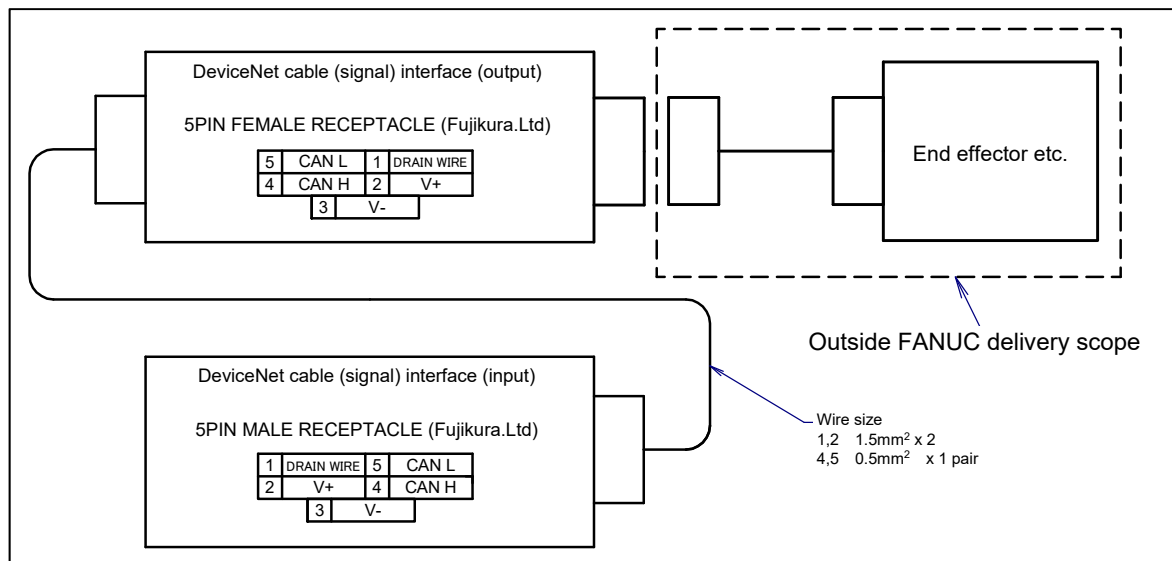 DeviceNet cable (signal) interface (output)
5PIN FEMALE RECEPTACLE (Fujikura.Ltd)
5 CAN L 1 DRAIN WIRE
4 CAN H 2 V+
3 V-
End effector etc.
Outside FANUC delivery scope
DeviceNet cable (signal) interface (input)
5PIN MALE RECEPTACLE (Fujikura.Ltd)
1 DRAIN WIRE 5 CAN L
2 V+ 4 CAN H
3 V-
Wire size
1,2 1.5mm² x 2
4,5 0.5mm² x 1 pair